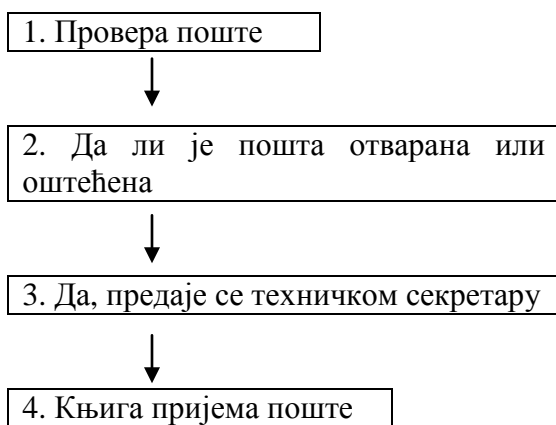 1. Провера поште
2. Да ли је пошта отварана или
оштећена
3. Да, предаје се техничком секретару
4. Књига пријема поште